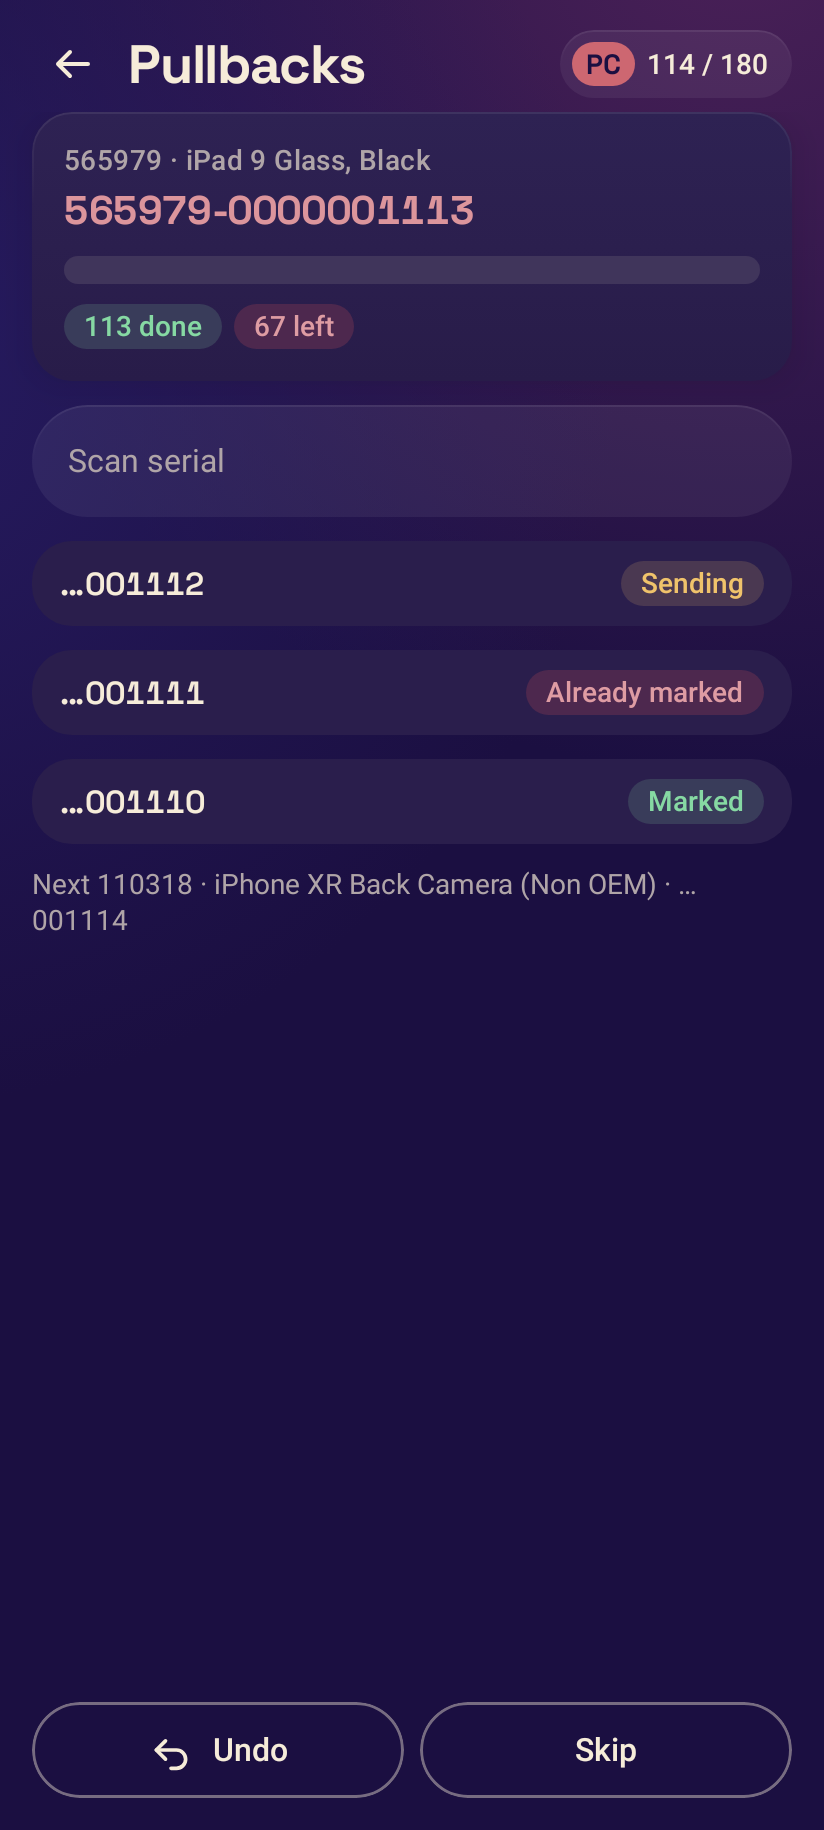 Pullbacks
PC 114 / 180
565979 · iPad 9 Glass, Black
565979-0000001113
113 done
67 left
Scan serial
...001112
Sending
...001111
Already marked
...001110
Marked
Next 110318 · iPhone XR Back Camera (Non OEM) · ...
001114
Undo
Skip